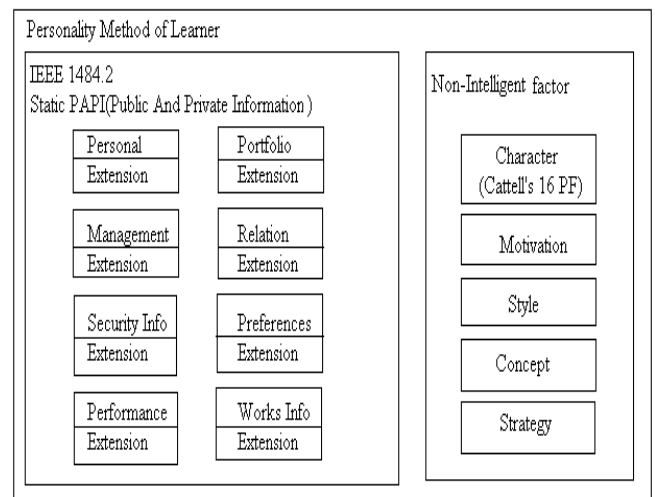 Personality Method of Learner
IEEE 1484.2
Static PAPI(Public And Private Information )
Personal
Extension
Portfolio
Extension
Management
Extension
Relation
Extension
Security Info
Extension
Preferences
Extension
Performance
Extension
Works Info
Extension
Non-Intelligent factor
Character
(Cattell's 16 PF)
Motivation
Style
Concept
Strategy